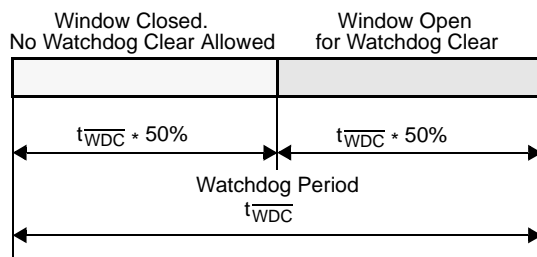 Window Closed.
No Watchdog Clear Allowed
Window Open
for Watchdog Clear
tWDC * 50%
tWDC * 50%
Watchdog Period
tWDC